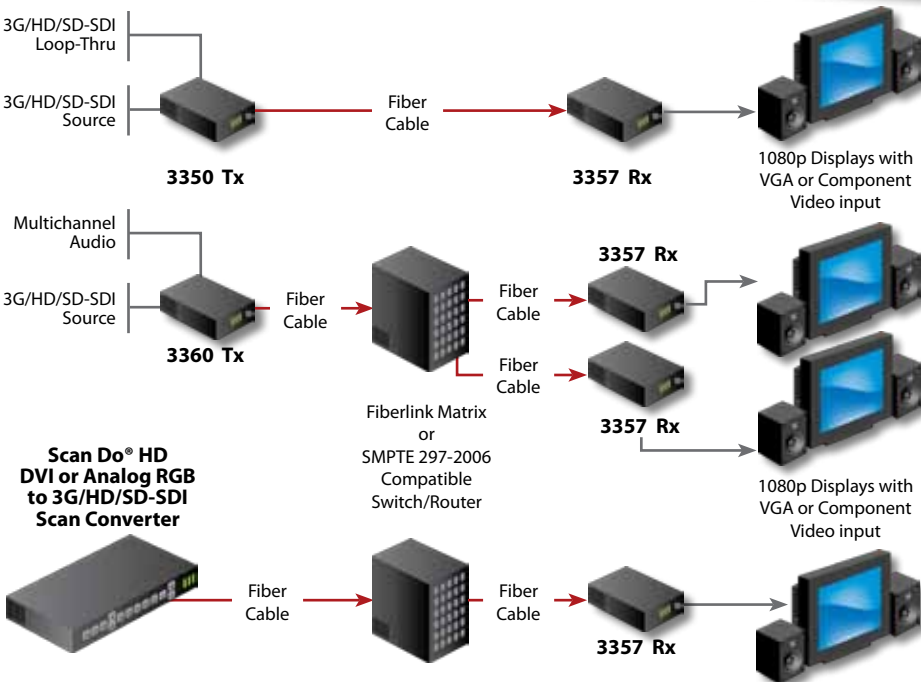 3G/HD/SD-SDI
Loop-Thru
3G/HD/SD-SDI
Source
Fiber
Cable
3350 Tx
3357 Rx
1080p Displays with
VGA or Component
Video input
Multichannel
Audio
3G/HD/SD-SDI
Source
3360 Tx
Fiber
Cable
Fiber
Cable
3357 Rx
Fiber
Cable
3357 Rx
Fiberlink Matrix
or
SMPTE 297-2006
Compatible
Switch/Router
1080p Displays with
VGA or Component
Video input
Scan Do® HD
DVI or Analog RGB
to 3G/HD/SD-SDI
Scan Converter
Fiber
Cable
Fiber
Cable
3357 Rx